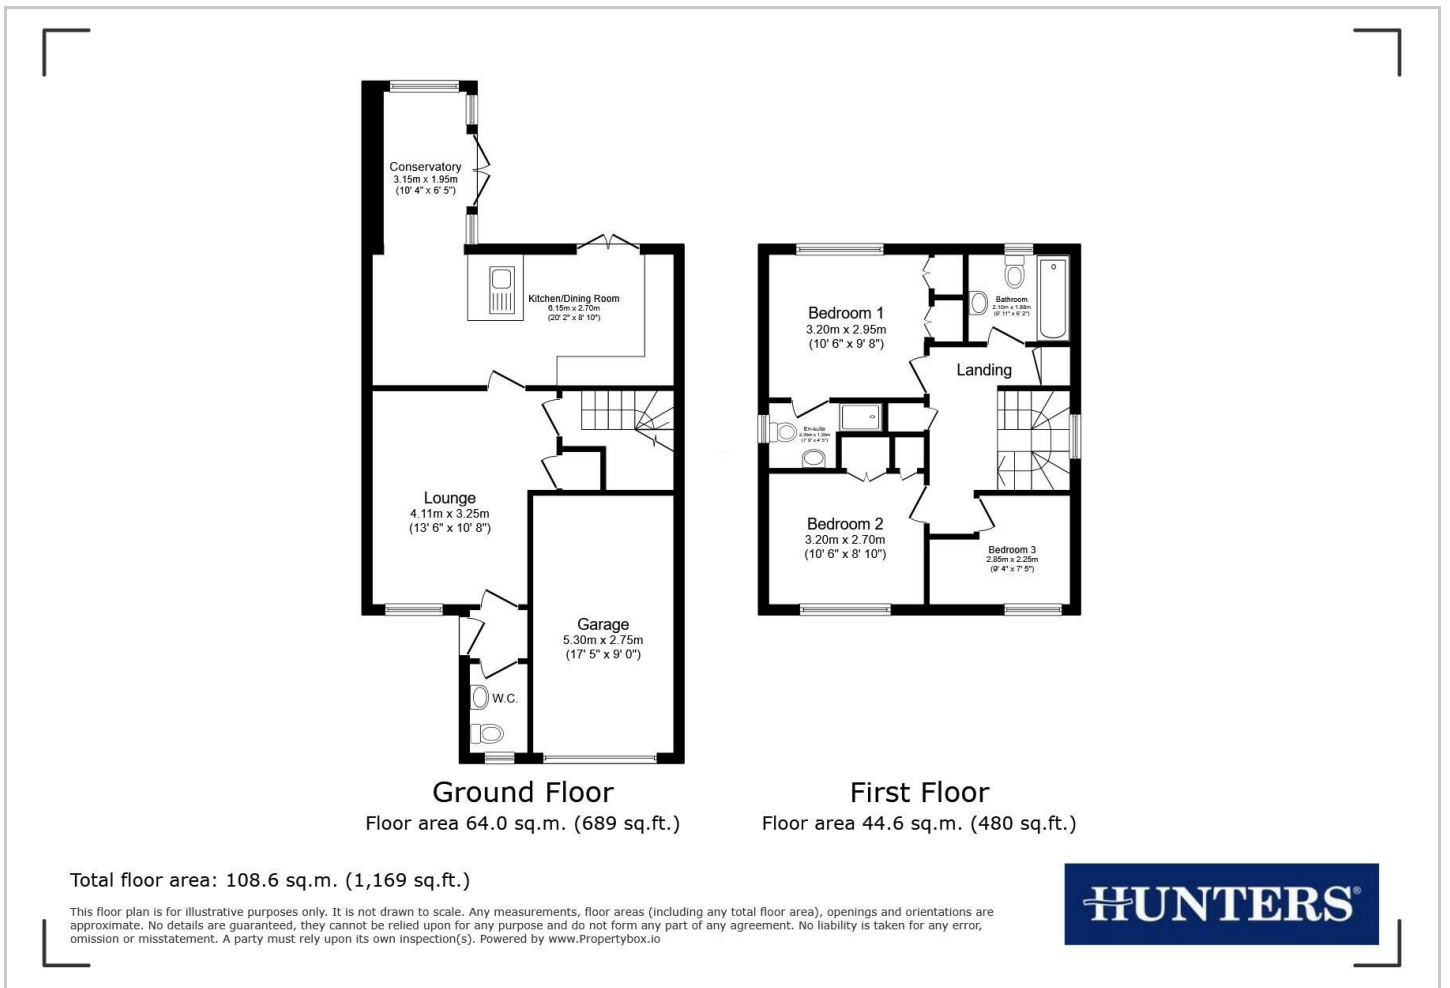 Conservatory
3.15m x 1.95m
(10' 4" x 6' 5")
Kitchen/Dining Room
6.15m x 2.70m
(20' 2" x 8' 10")
Lounge
4.11m x 3.25m
(13' 6" x 10' 8")
Garage
5.30m x 2.75m
(17' 5" x 9' 0")
W.C.
Bedroom 1
3.20m x 2.95m
(10' 6" x 9' 8")
Bathroom
2.10m x 1.88m
(6' 11" x 6' 2")
Landing
En-suite
2.35m x 1.35m
(7' 9" x 4' 5")
Bedroom 2
3.20m x 2.70m
(10' 6" x 8' 10")
Bedroom 3
2.85m x 2.25m
(9' 4" x 7' 5")
Ground Floor
Floor area 64.0 sq.m. (689 sq.ft.)
First Floor
Floor area 44.6 sq.m. (480 sq.ft.)
Total floor area: 108.6 sq.m. (1,169 sq.ft.)
This floor plan is for illustrative purposes only. It is not drawn to scale. Any measurements, floor areas (including any total floor area), openings and orientations are
approximate. No details are guaranteed, they cannot be relied upon for any purpose and do not form any part of any agreement. No liability is taken for any error,
omission or misstatement. A party must rely upon its own inspection(s). Powered by www.Propertybox.io
HUNTERS®